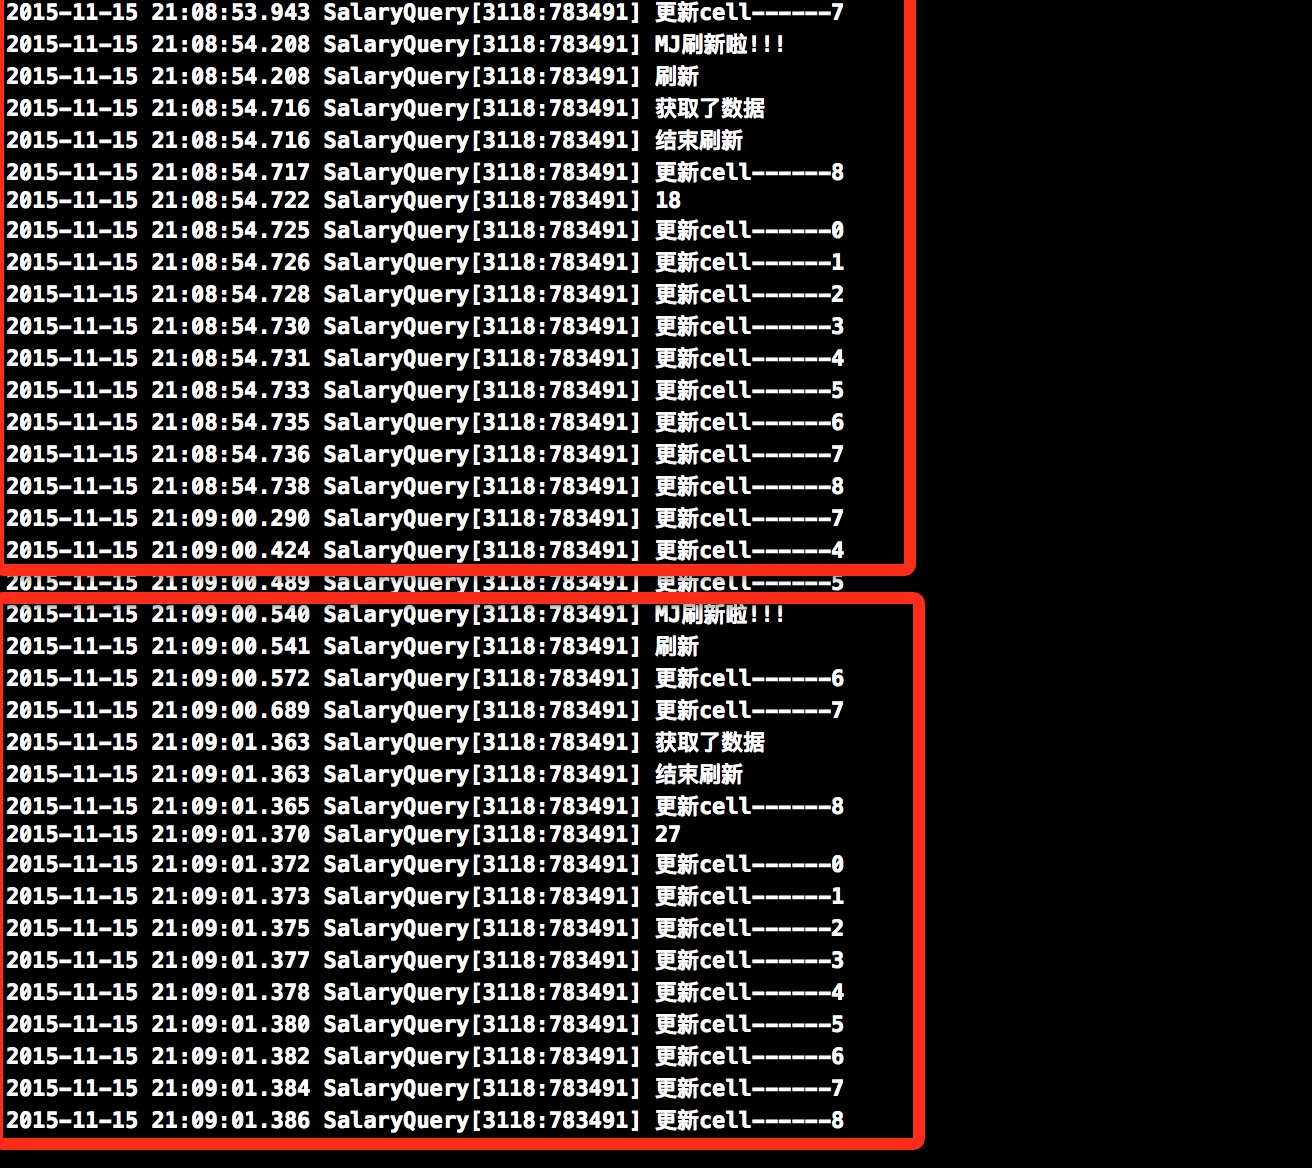 2015-11-15 21:08:53.943 SalaryQuery[3118:783491] 更新cell------7
2015-11-15 21:08:54.208 SalaryQuery[3118:783491] MJ刷新啦!!!
2015-11-15 21:08:54.208 SalaryQuery[3118:783491] 刷新
2015-11-15 21:08:54.716 SalaryQuery[3118:783491] 获取了数据
2015-11-15 21:08:54.716 SalaryQuery[3118:783491] 结束刷新
2015-11-15 21:08:54.717 SalaryQuery[3118:783491] 更新cell------8
2015-11-15 21:08:54.722 SalaryQuery[3118:783491] 18
2015-11-15 21:08:54.725 SalaryQuery[3118:783491] 更新cell------0
2015-11-15 21:08:54.726 SalaryQuery[3118:783491] 更新cell------1
2015-11-15 21:08:54.728 SalaryQuery[3118:783491] 更新cell------2
2015-11-15 21:08:54.730 SalaryQuery[3118:783491] 更新cell------3
2015-11-15 21:08:54.731 SalaryQuery[3118:783491] 更新cell------4
2015-11-15 21:08:54.733 SalaryQuery[3118:783491] 更新cell------5
2015-11-15 21:08:54.735 SalaryQuery[3118:783491] 更新cell------6
2015-11-15 21:08:54.736 SalaryQuery[3118:783491] 更新cell------7
2015-11-15 21:08:54.738 SalaryQuery[3118:783491] 更新cell------8
2015-11-15 21:09:00.290 SalaryQuery[3118:783491] 更新cell------7
2015-11-15 21:09:00.424 SalaryQuery[3118:783491] 更新cell------4
2015-11-15 21:09:00.489 SalaryQuery[3118:783491] 更新cell------5
2015-11-15 21:09:00.540 SalaryQuery[3118:783491] MJ刷新啦!!!
2015-11-15 21:09:00.541 SalaryQuery[3118:783491] 刷新
2015-11-15 21:09:00.572 SalaryQuery[3118:783491] 更新cell------6
2015-11-15 21:09:00.689 SalaryQuery[3118:783491] 更新cell------7
2015-11-15 21:09:01.363 SalaryQuery[3118:783491] 获取了数据
2015-11-15 21:09:01.363 SalaryQuery[3118:783491] 结束刷新
2015-11-15 21:09:01.365 SalaryQuery[3118:783491] 更新cell------8
2015-11-15 21:09:01.370 SalaryQuery[3118:783491] 27
2015-11-15 21:09:01.372 SalaryQuery[3118:783491] 更新cell------0
2015-11-15 21:09:01.373 SalaryQuery[3118:783491] 更新cell------1
2015-11-15 21:09:01.375 SalaryQuery[3118:783491] 更新cell------2
2015-11-15 21:09:01.377 SalaryQuery[3118:783491] 更新cell------3
2015-11-15 21:09:01.378 SalaryQuery[3118:783491] 更新cell------4
2015-11-15 21:09:01.380 SalaryQuery[3118:783491] 更新cell------5
2015-11-15 21:09:01.382 SalaryQuery[3118:783491] 更新cell------6
2015-11-15 21:09:01.384 SalaryQuery[3118:783491] 更新cell------7
2015-11-15 21:09:01.386 SalaryQuery[3118:783491] 更新cell------8